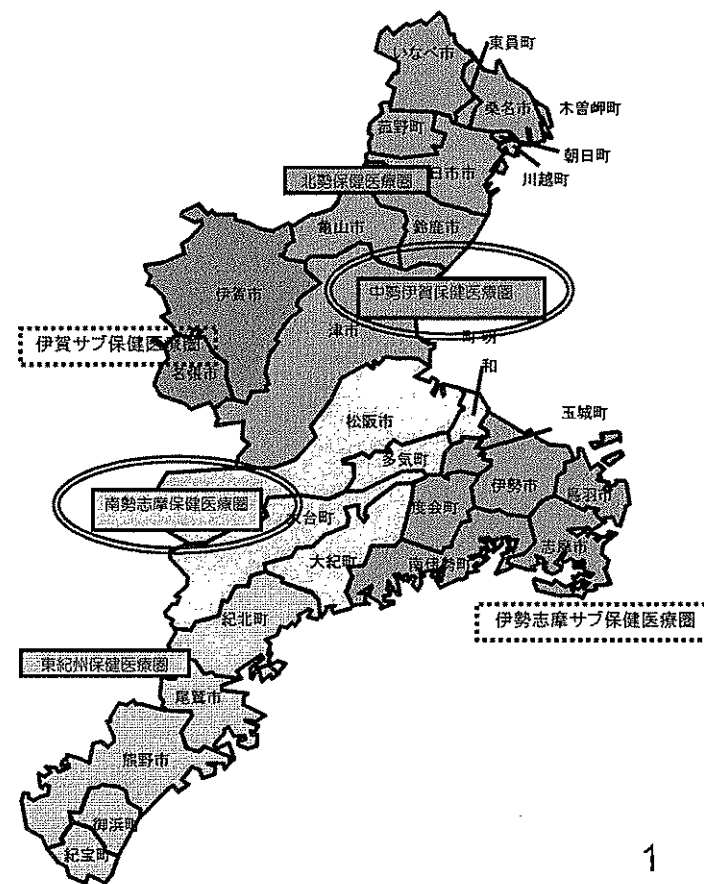 東員町
いなべ市
桑名市
木曽岬町
菰野町
朝日町
川越町
日市市
北勢保健医療圏
亀山市
鈴鹿市
中勢伊賀保健医療圏
伊賀市
津市
町 明
伊賀サブ保健医療圏
名張市
和
松阪市
玉城町
多気町
伊勢市
鳥羽市
南勢志摩保健医療圏
大台町
度会町
志摩市
大紀町
南伊勢町
伊勢志摩サブ保健医療圏
紀北町
東紀州保健医療圏
尾鷲市
熊野市
御浜町
紀宝町
1